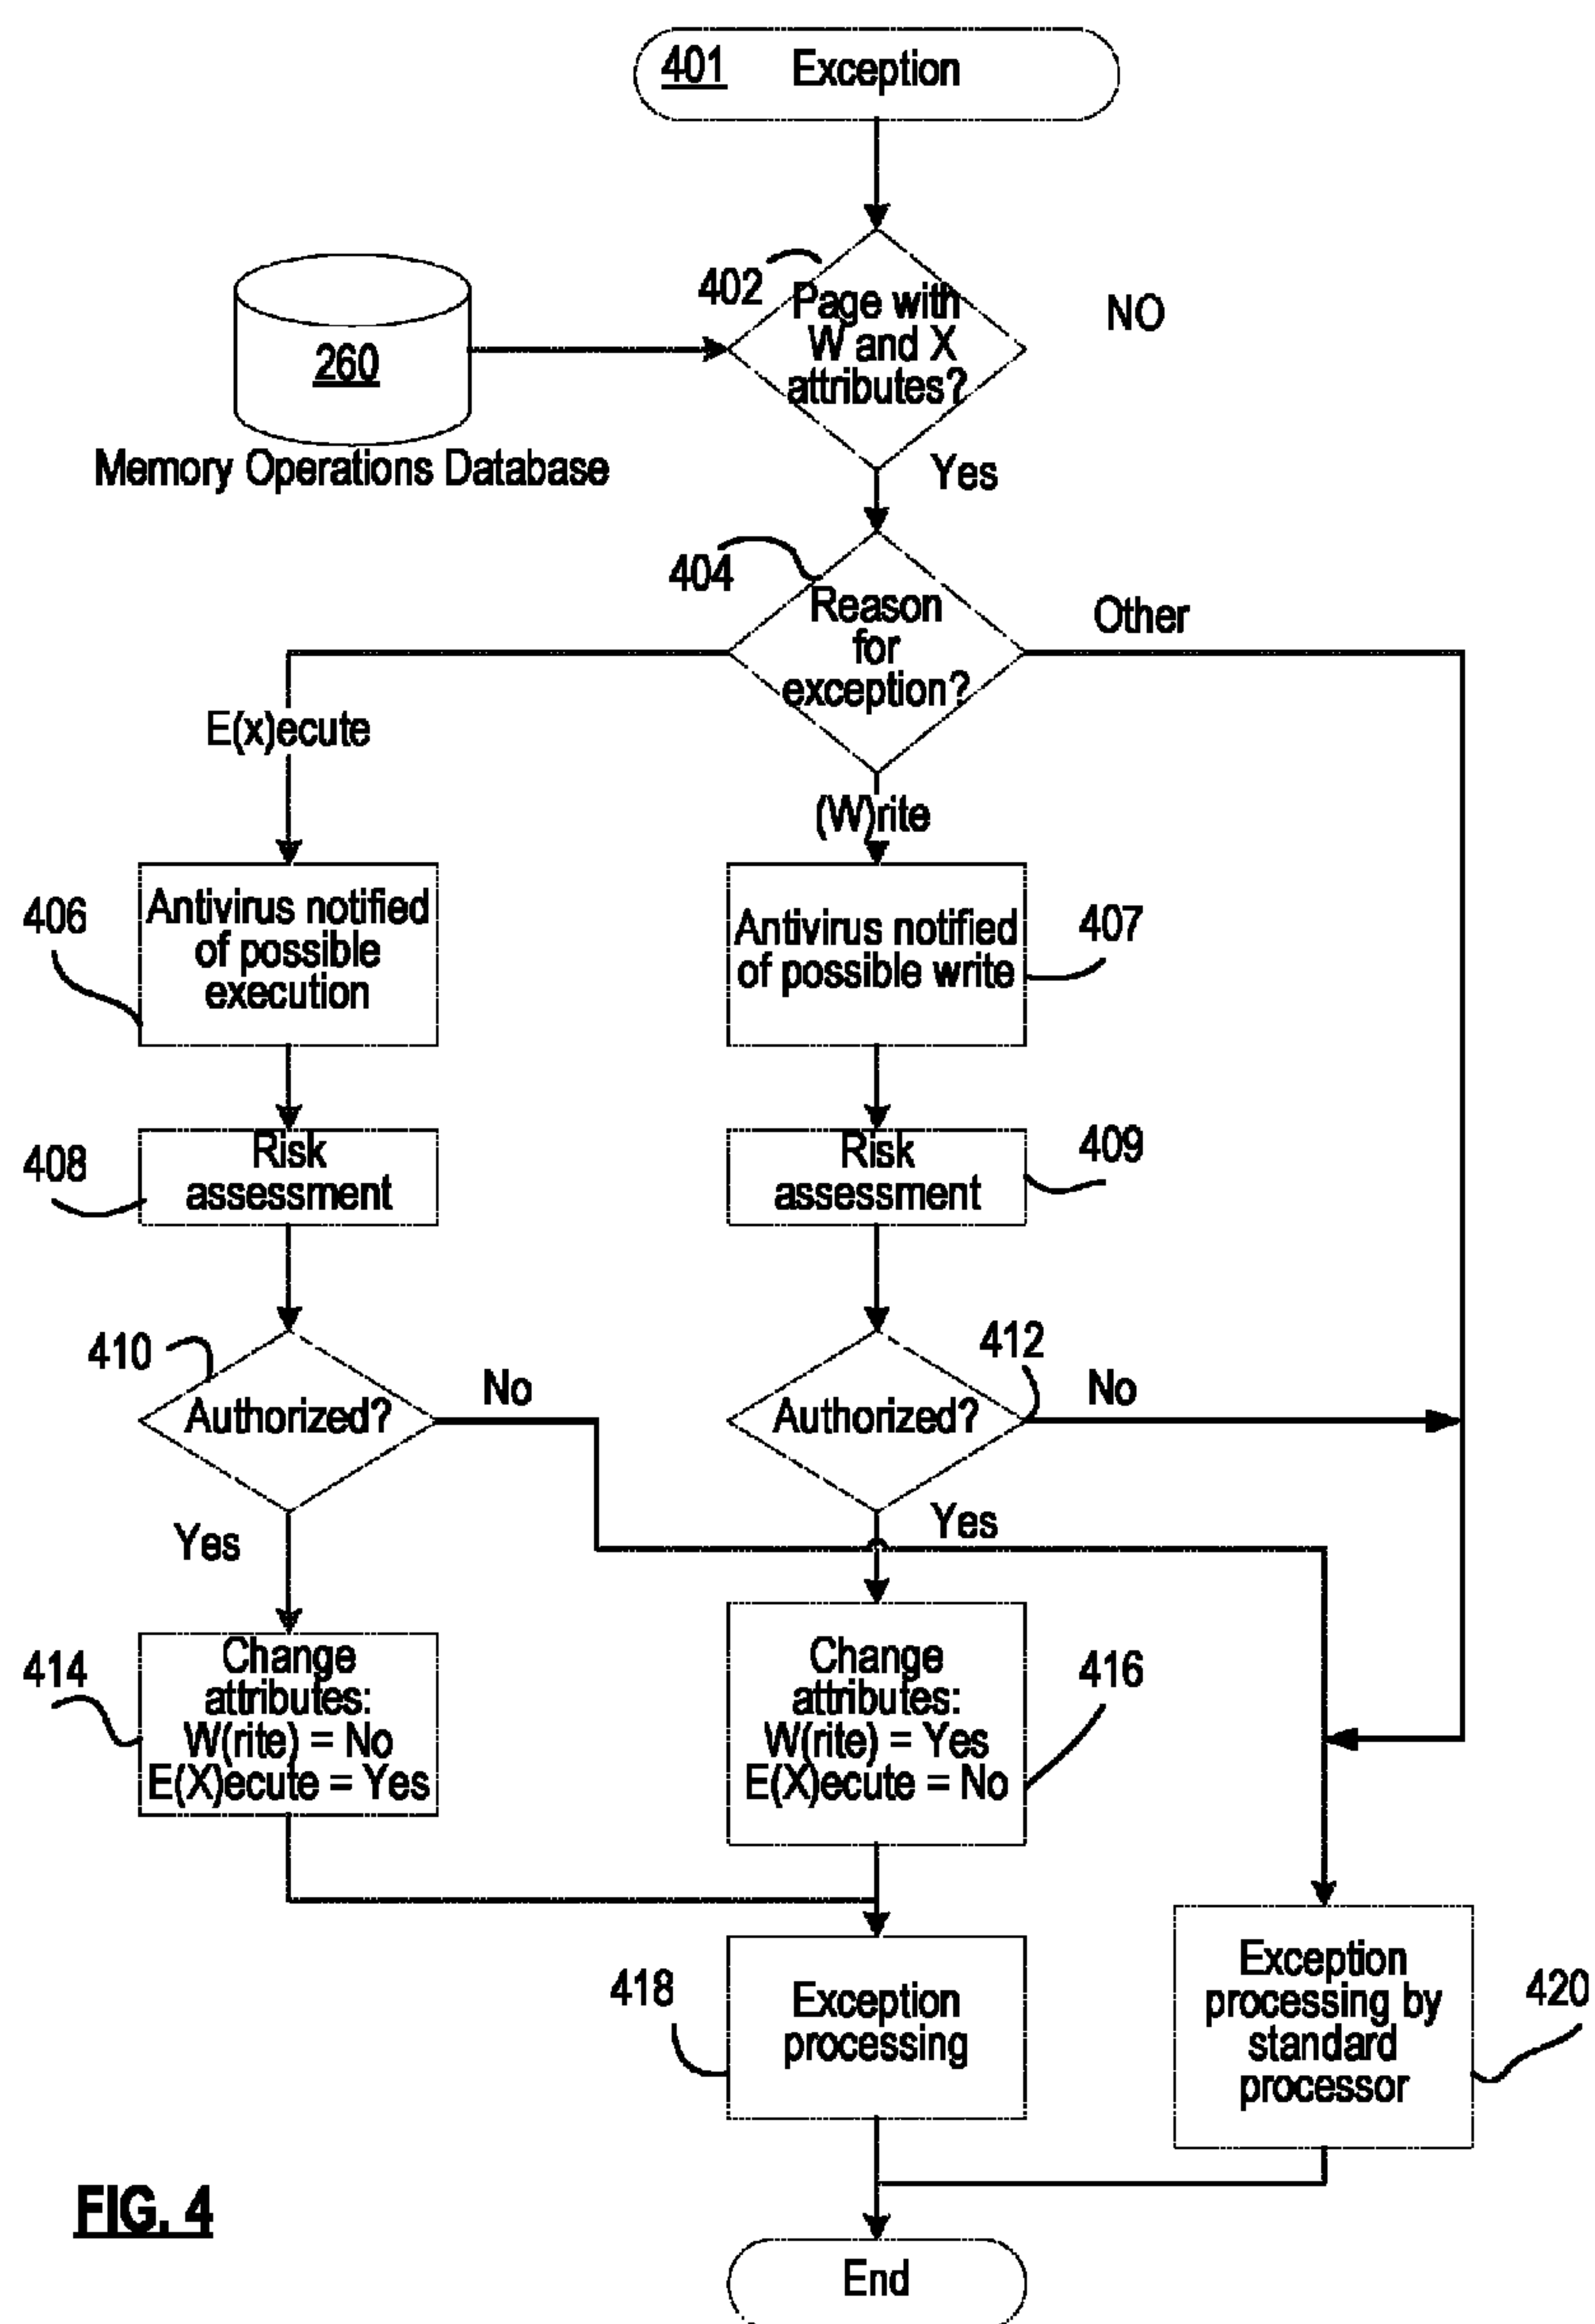 401 Exception
402
Page with
W and X
attributes?
NO
260
Memory Operations Database
Yes
404
Reason
for
exception?
Other
E(x)ecute
(W)rite
406
Antivirus notified
of possible
execution
Antivirus notified
of possible write
407
408
Risk
assessment
Risk
assessment
409
410
Authorized?
No
412
Authorized?
No
Yes
Yes
414
Change
attributes:
W(rite) = No
E(X)ecute = Yes
Change
attributes:
W(rite) = Yes
E(X)ecute = No
416
418
Exception
processing
Exception
processing by
standard
processor
420
FIG. 4
End